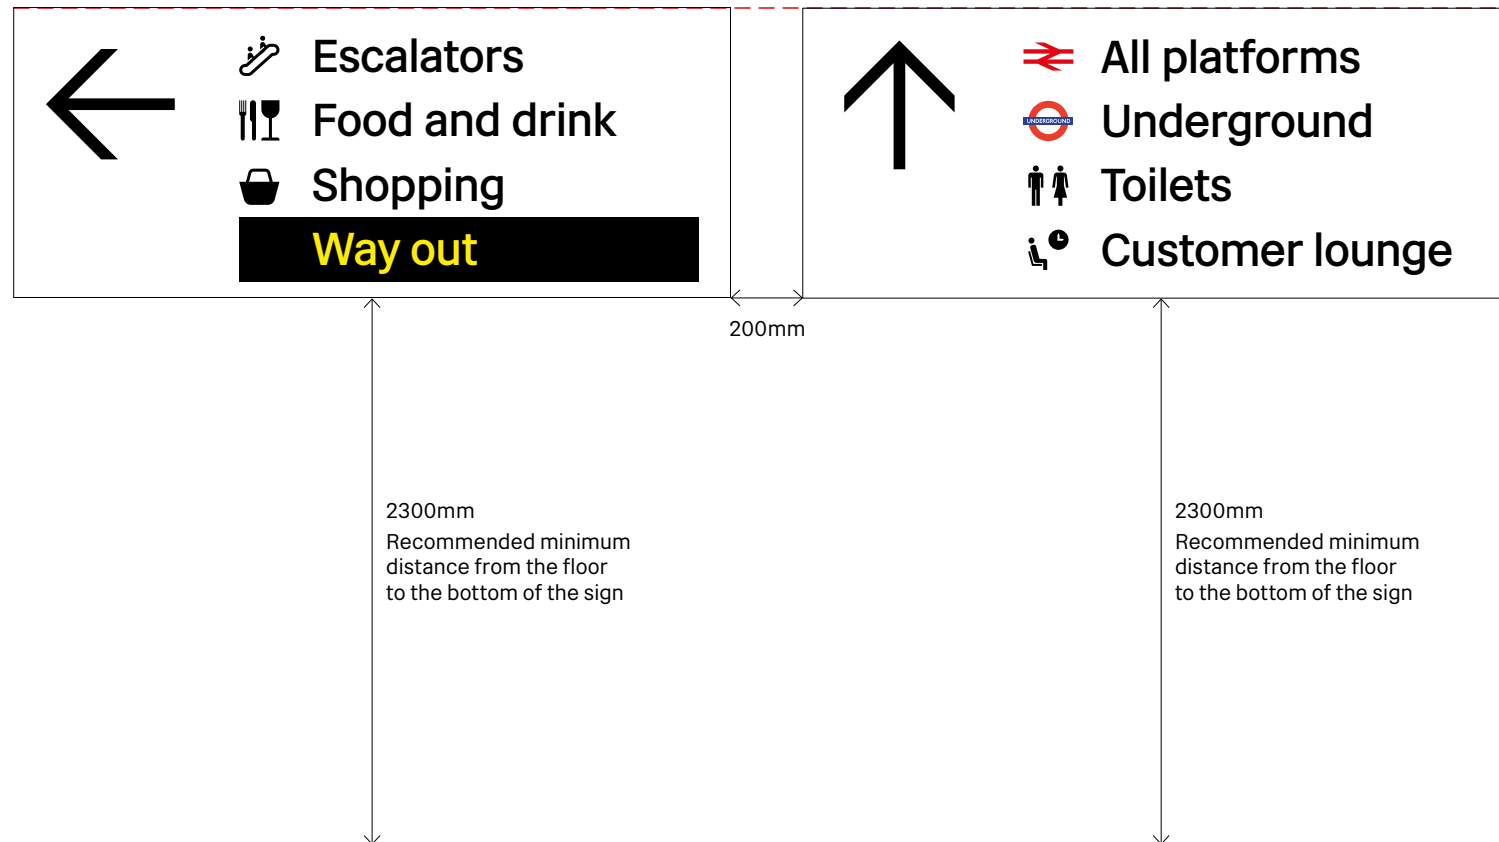 Escalators
Food and drink
Shopping
Way out
All platforms
UNDERGROUND
Underground
Toilets
Customer lounge
200mm
2300mm
Recommended minimum
distance from the floor
to the bottom of the sign
2300mm
Recommended minimum
distance from the floor
to the bottom of the sign